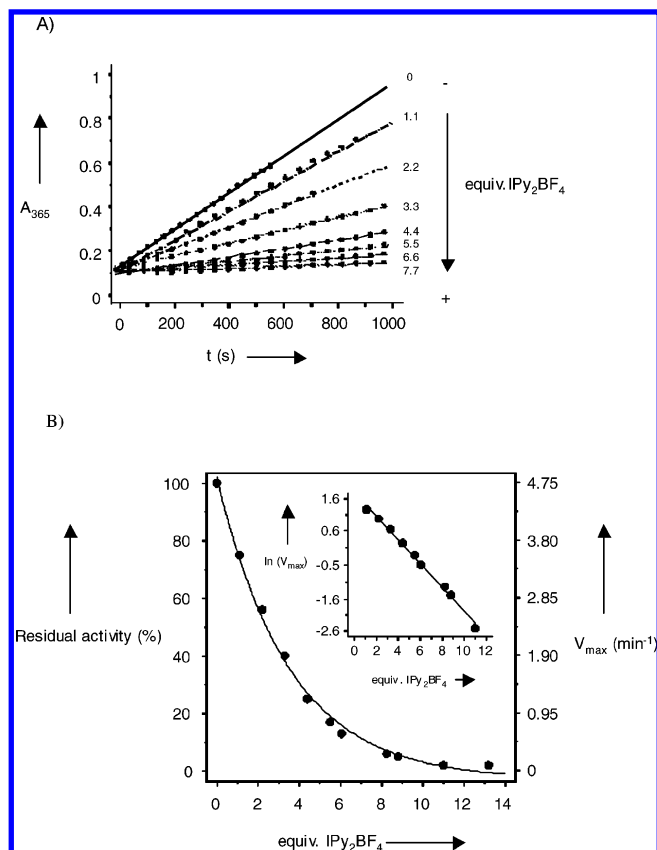 A)
1
0.8
0.6
0.4
0.2
0
A365
0 200 400 600 800 1000
t (s)
0
1.1
2.2
3.3
4.4
5.5
6.6
7.7
-
equiv. IPy2BF4
+
B)
100
80
60
40
20
0
Residual activity (%)
0 2 4 6 8 10 12 14
equiv. IPy2BF4
4.75
3.80
2.85
1.90
0.95
0
Vmax (min-1)
1.6
0.6
-0.5
-1.6
-2.6
ln (Vmax)
0 1 2 4 6 8 10 12
equiv. IPy2BF4